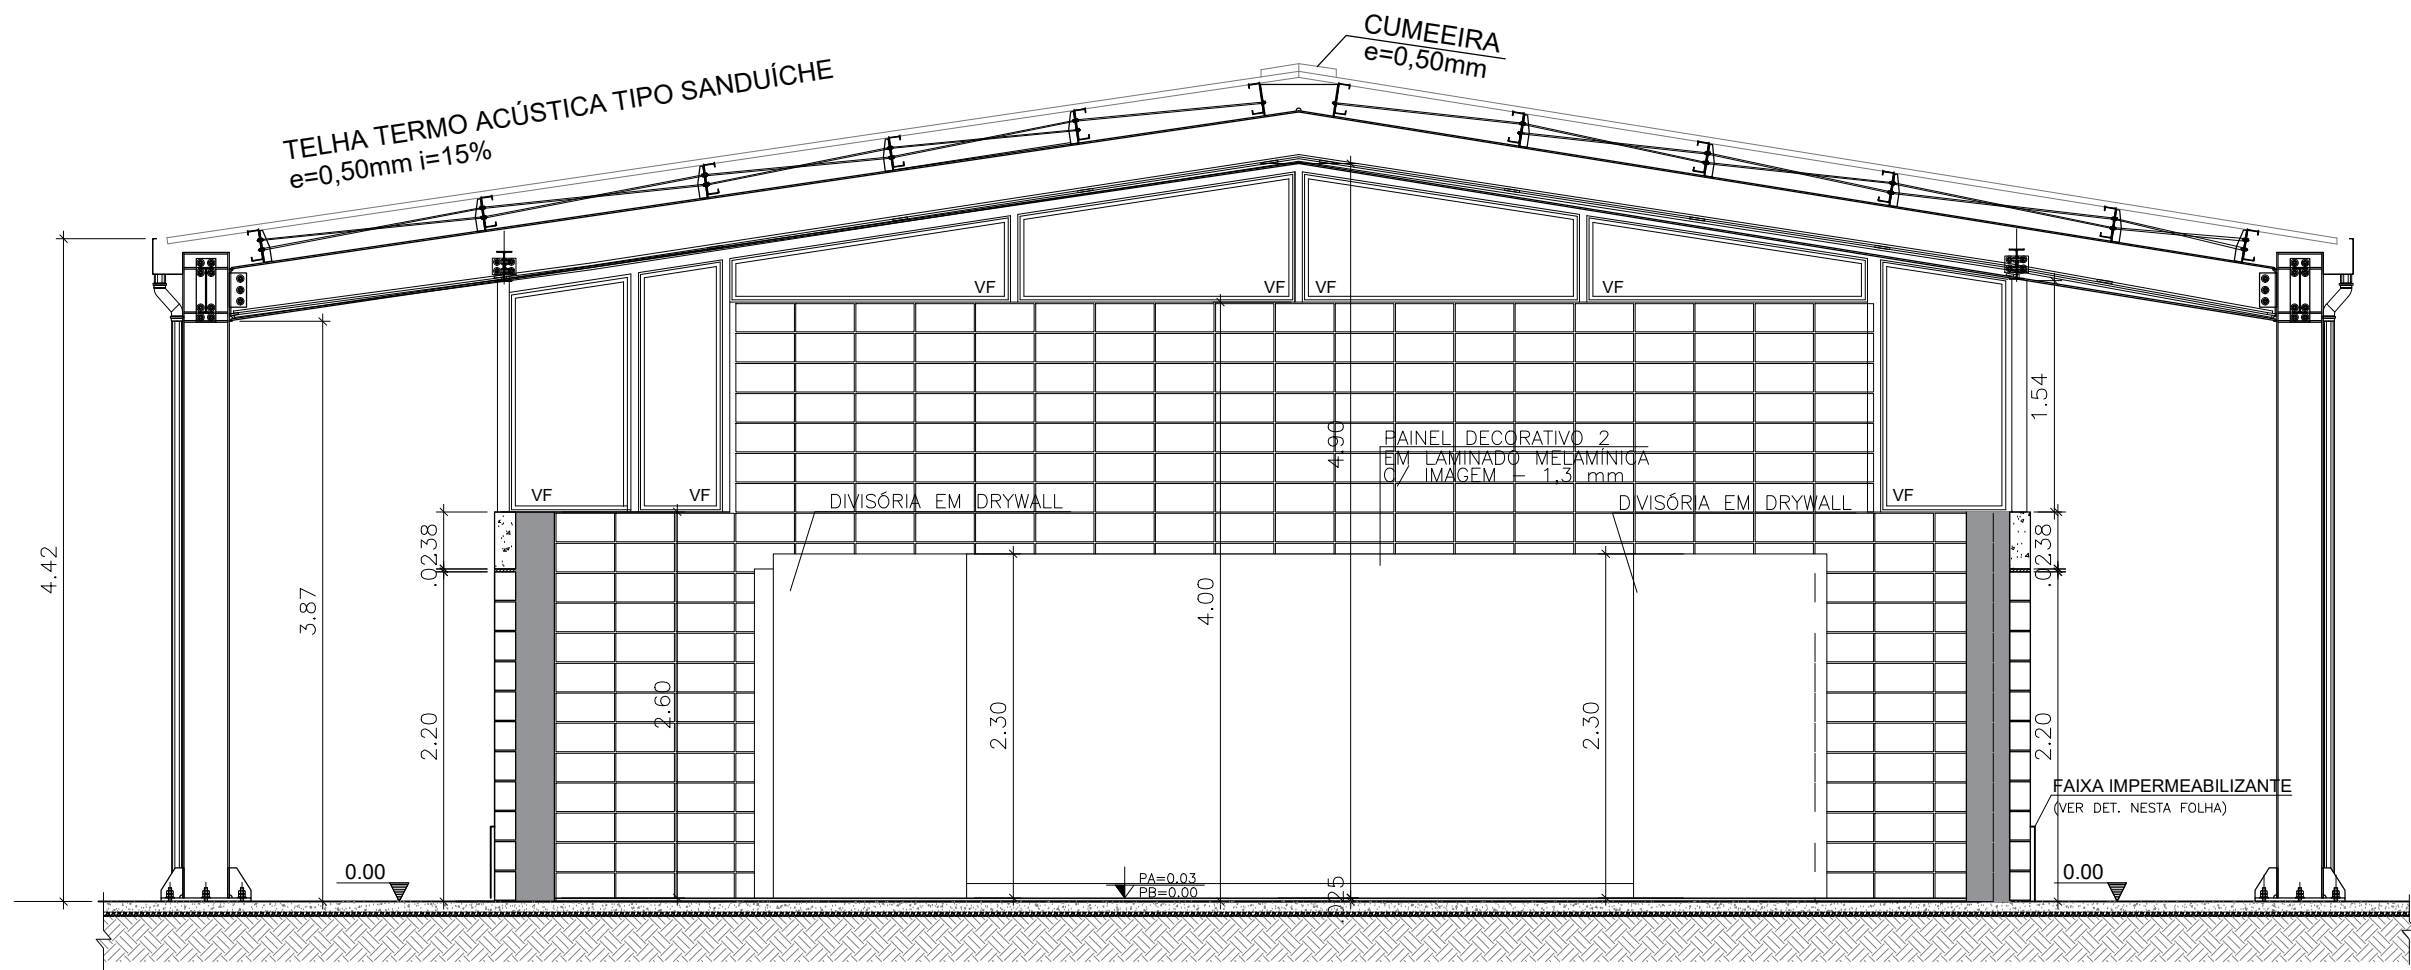 CUMEEIRA
e=0,50mm
TELHA TERMO ACÚSTICA TIPO SANDUÍCHE
e=0,50mm i=15%
VF
VF
VF
VF
VF
VF
VF
1.54
4.90
PAINEL DECORATIVO 2
EM LAMINADO MELAMÍNICA
C/ IMAGEM - 1,3 mm
DIVISÓRIA EM DRYWALL
DIVISÓRIA EM DRYWALL
4.42
3.87
.38
.02
2.20
2.60
2.30
4.00
2.30
.38
.02
2.20
FAIXA IMPERMEABILIZANTE
(VER DET. NESTA FOLHA)
0.00
PA=0.03
PB=0.00
.025
0.00